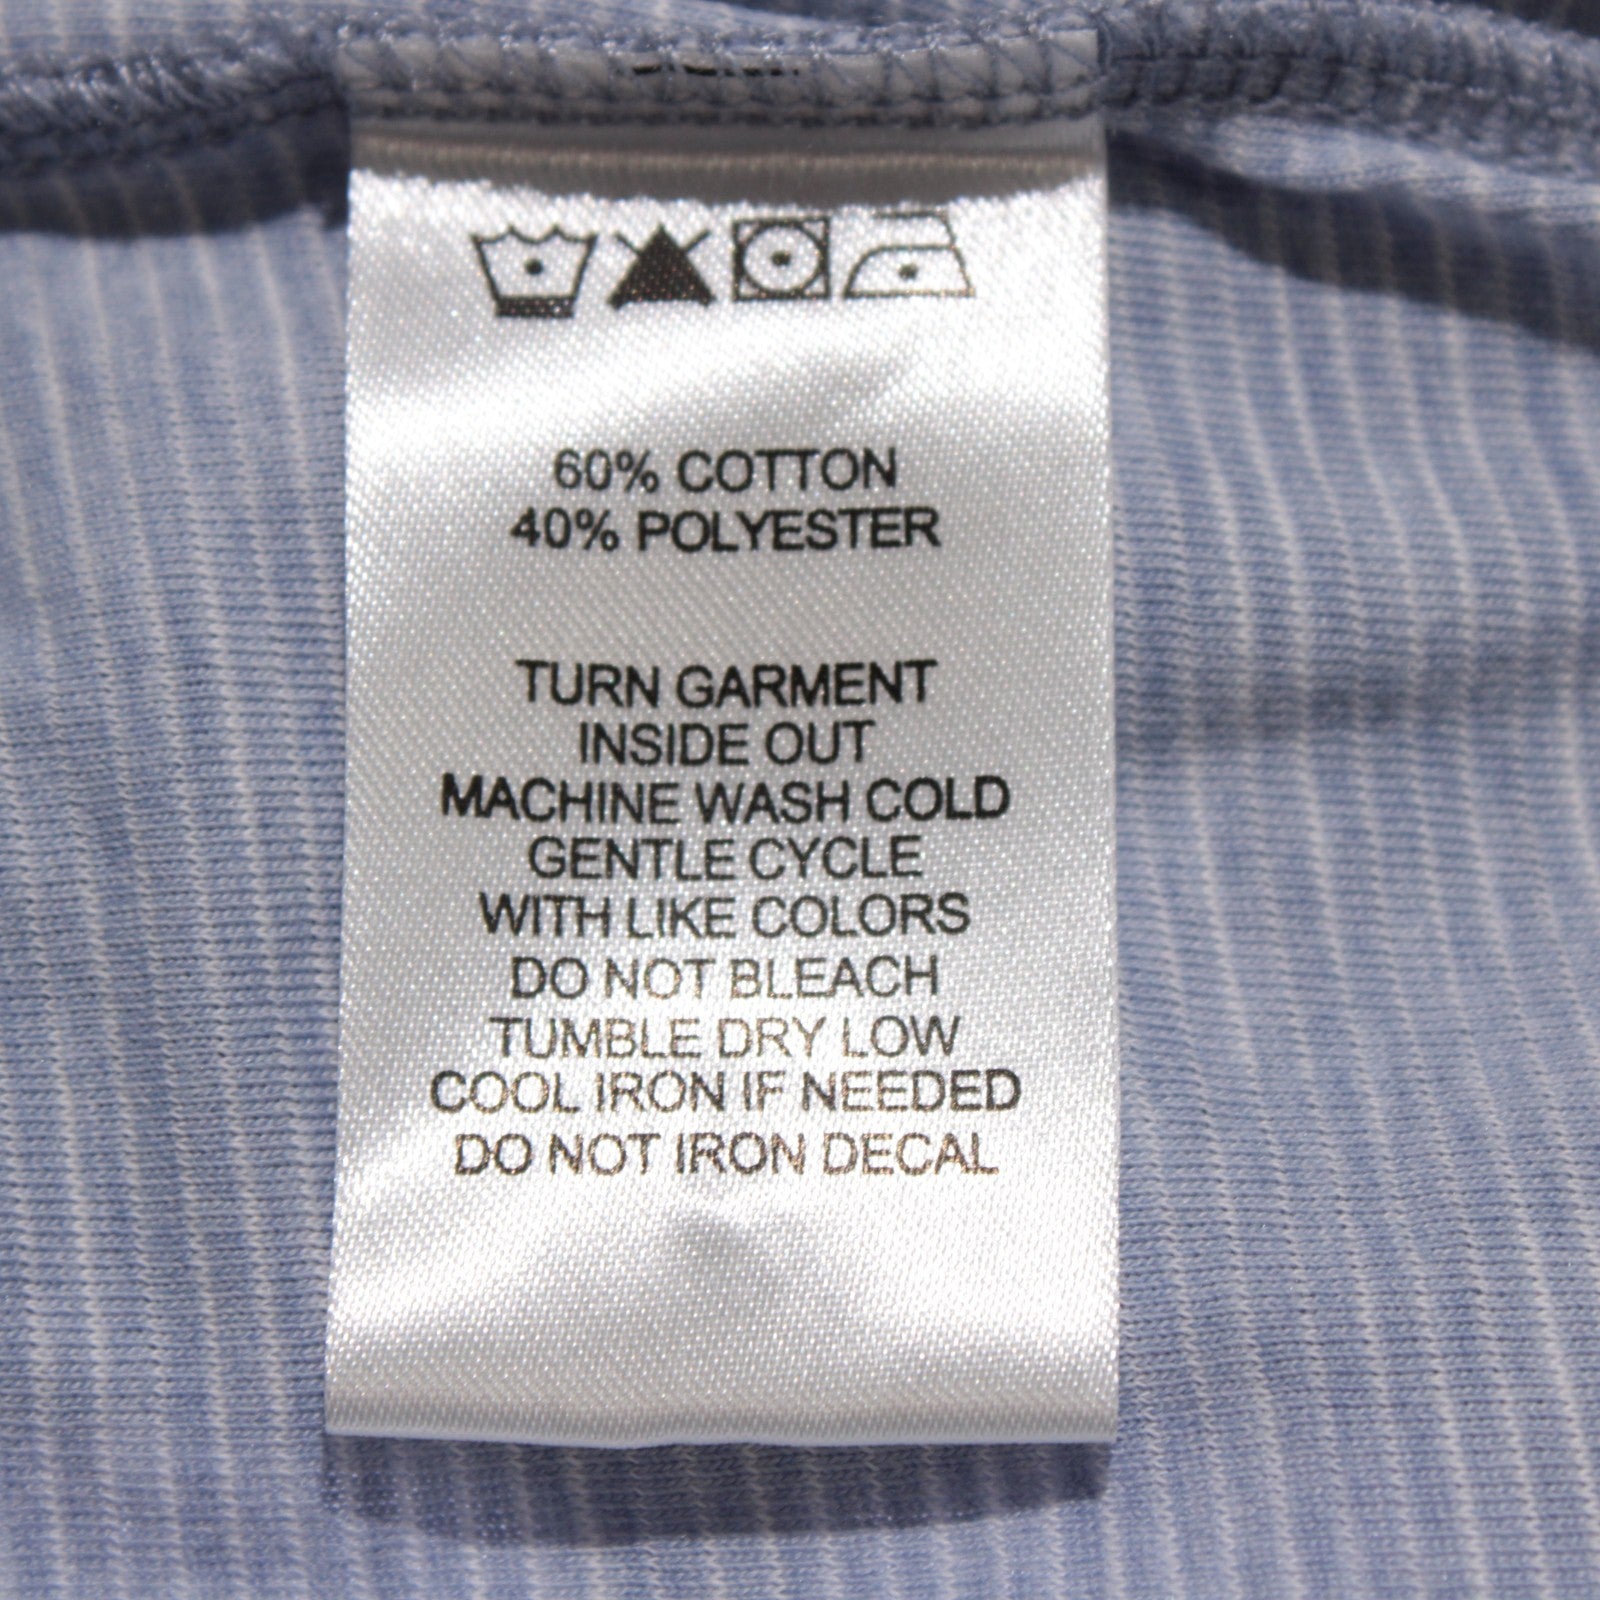 60% COTTON
40% POLYESTER
TURN GARMENT
INSIDE OUT
MACHINE WASH COLD
GENTLE CYCLE
WITH LIKE COLORS
DO NOT BLEACH
TUMBLE DRY LOW
COOL IRON IF NEEDED
DO NOT IRON DECAL